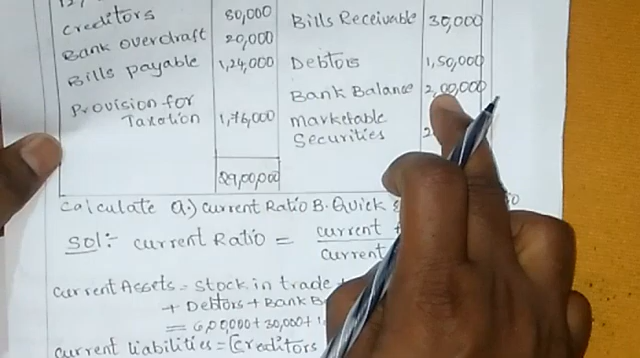 Creditors 80,000 Bills Receivable 30,000
Bank overdraft 20,000
Bills payable 1,24,000 Debtors 1,50,000
Bank Balance 2,00,000
Provision for
Taxation 1,76,000 marketable
Securities 2
29,00,000
Calculate a.) current Ratio B. Quick
Sol:- current Ratio = current
current
current Assets = Stock in trade +
+ Debtors + Bank B
= 6,00,000 + 30,000 + 1
current liabilities = Creditors